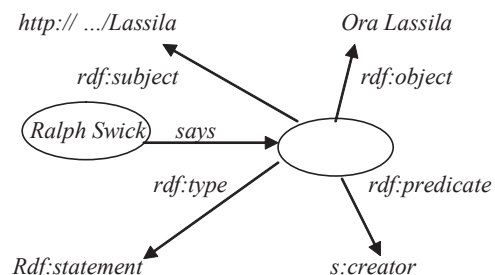 http:// .../Lassila
Ora Lassila
rdf:subject
rdf:object
Ralph Swick
says
rdf:type
rdf:predicate
Rdf:statement
s:creator